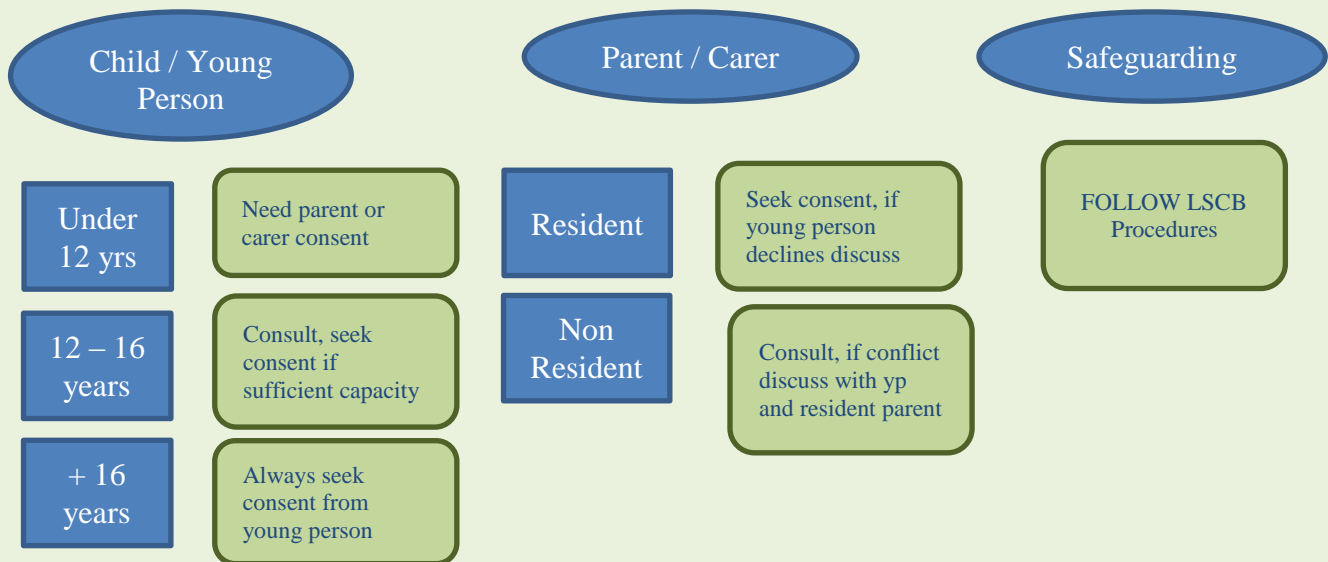 Child / Young
Person
Parent / Carer
Safeguarding
Under
12 yrs
Need parent or
carer consent
12 – 16
years
Consult, seek
consent if
sufficient capacity
+ 16
years
Always seek
consent from
young person
Resident
Seek consent, if
young person
declines discuss
Non
Resident
Consult, if conflict
discuss with yp
and resident parent
FOLLOW LSCB
Procedures